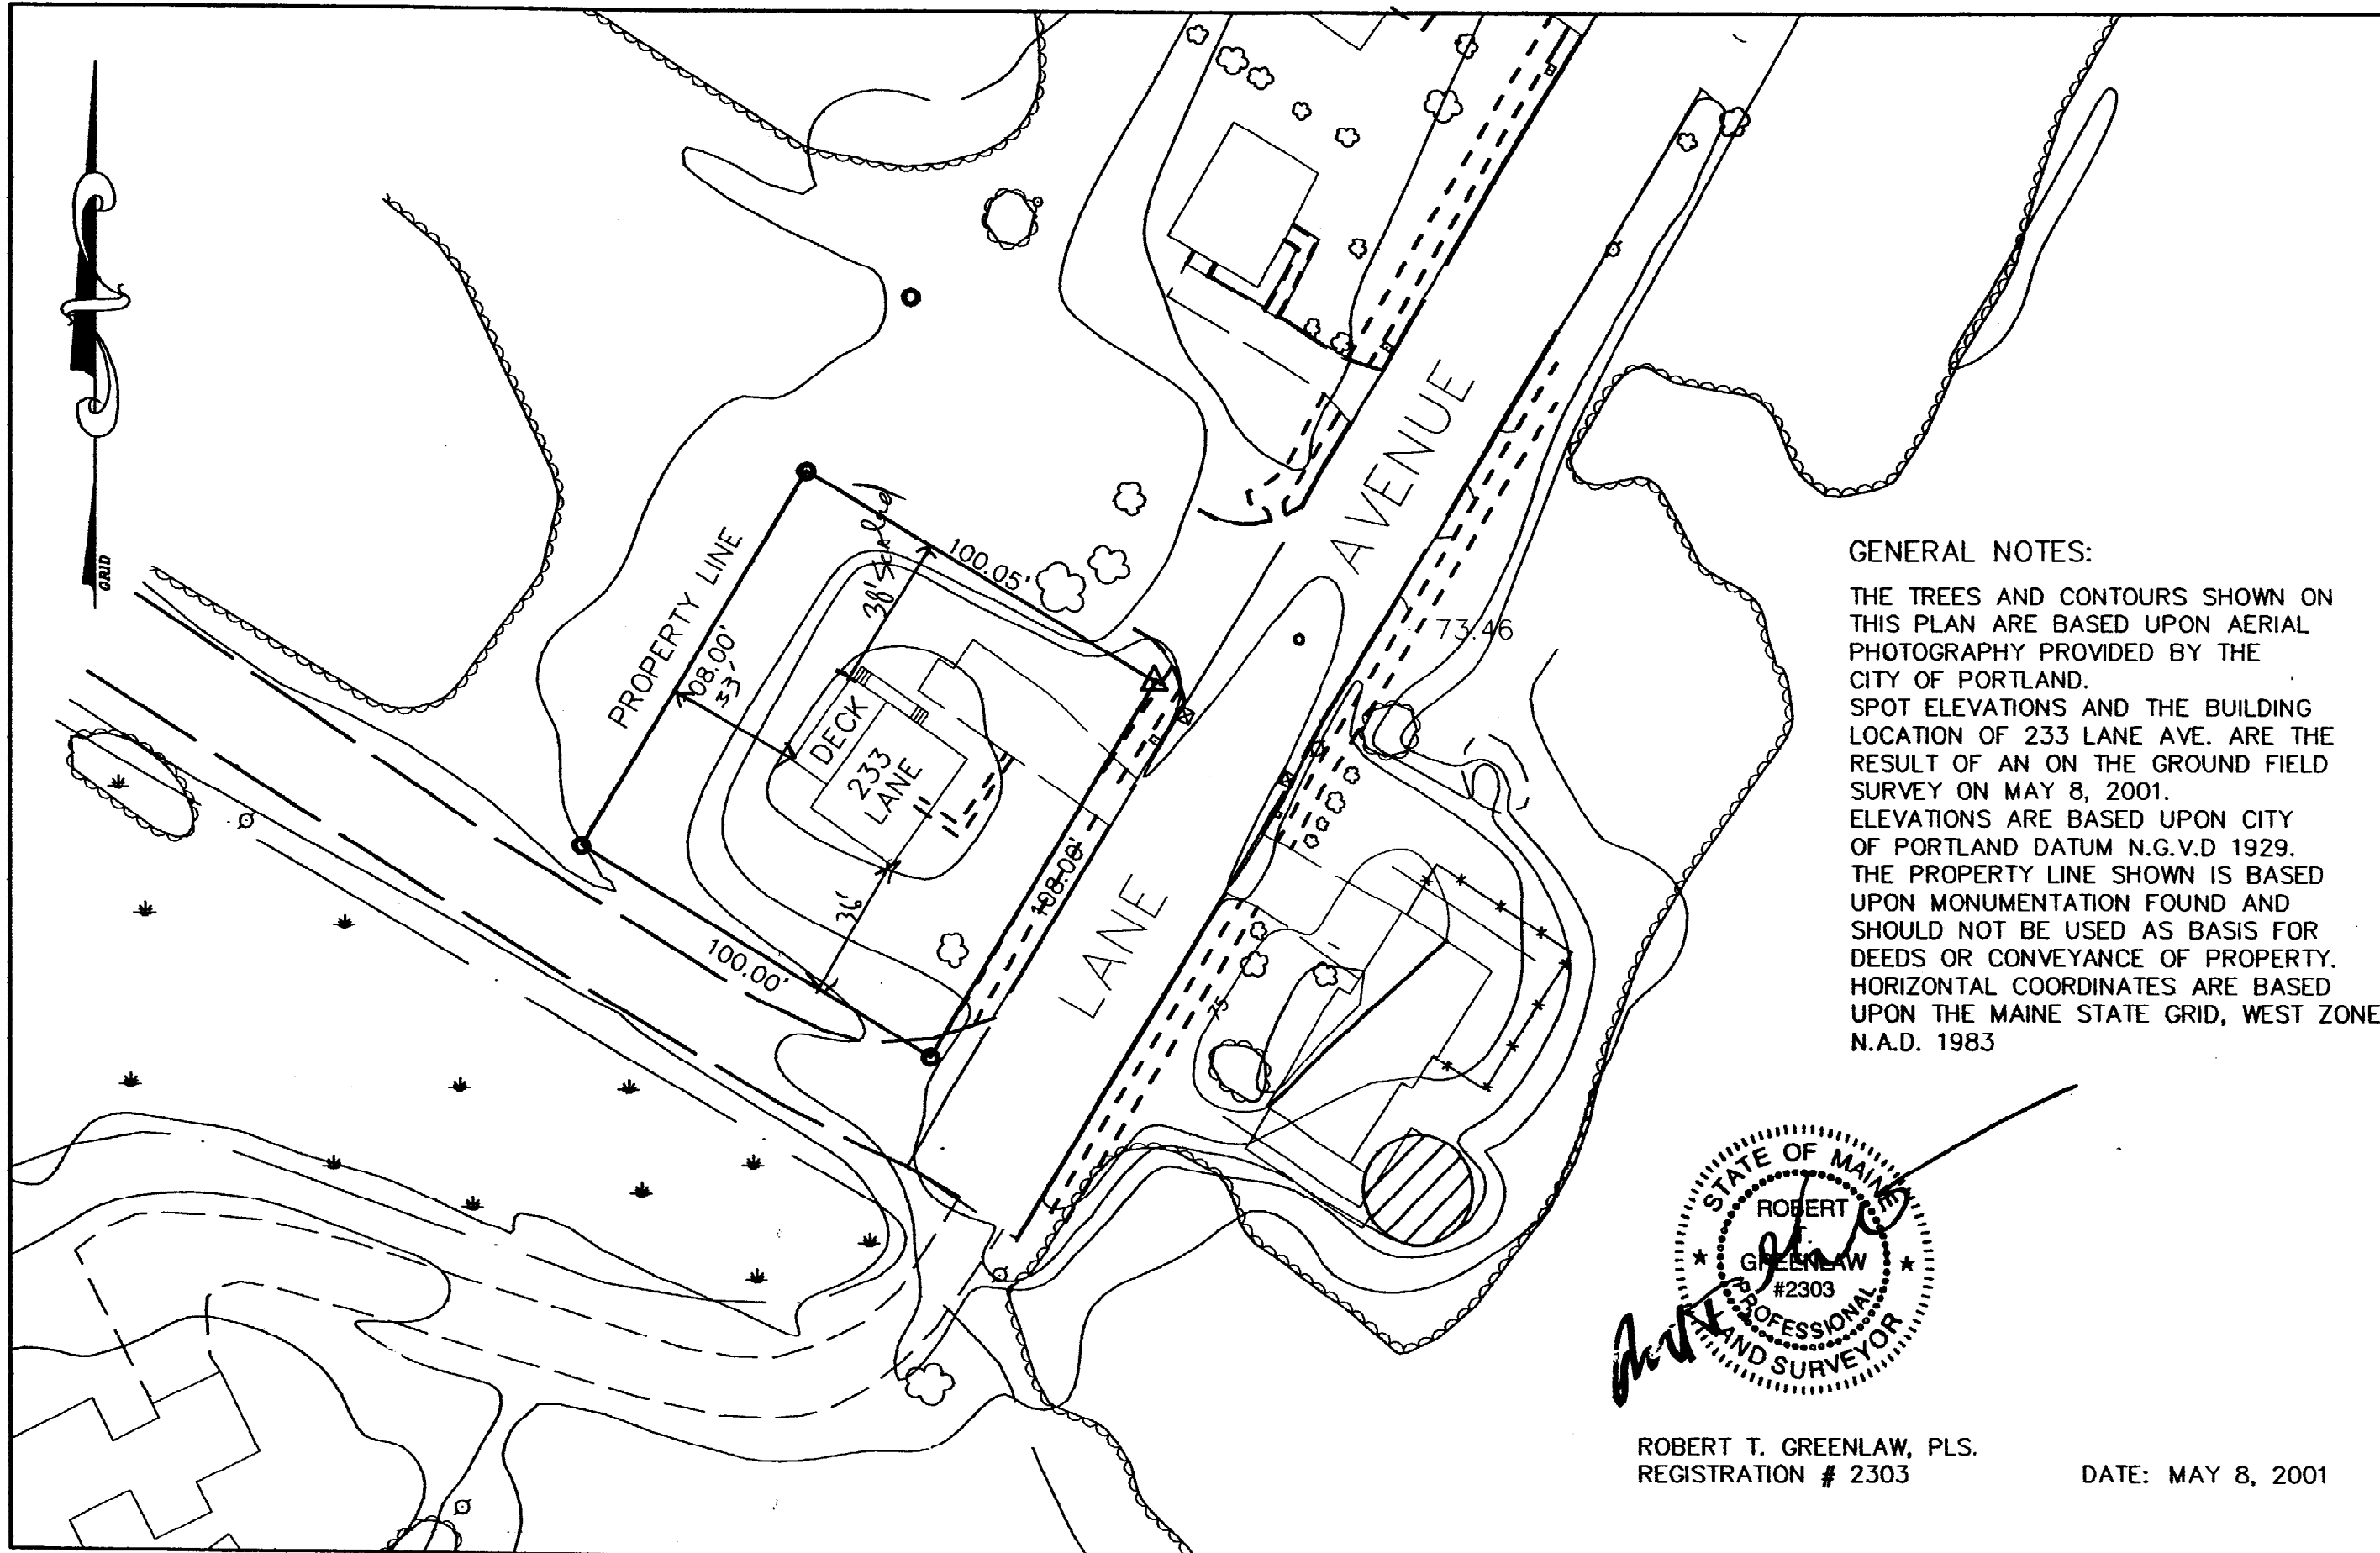 GRID
PROPERTY LINE
108.00'
33'
38' Scaled
100.05'
DECK
233
LANE
36'
100.00'
108.00'
LANE AVENUE
73.46
75
GENERAL NOTES:
THE TREES AND CONTOURS SHOWN ON
THIS PLAN ARE BASED UPON AERIAL
PHOTOGRAPHY PROVIDED BY THE
CITY OF PORTLAND.
SPOT ELEVATIONS AND THE BUILDING
LOCATION OF 233 LANE AVE. ARE THE
RESULT OF AN ON THE GROUND FIELD
SURVEY ON MAY 8, 2001.
ELEVATIONS ARE BASED UPON CITY
OF PORTLAND DATUM N.G.V.D 1929.
THE PROPERTY LINE SHOWN IS BASED
UPON MONUMENTATION FOUND AND
SHOULD NOT BE USED AS BASIS FOR
DEEDS OR CONVEYANCE OF PROPERTY.
HORIZONTAL COORDINATES ARE BASED
UPON THE MAINE STATE GRID, WEST ZONE
N.A.D. 1983
STATE OF MAINE
ROBERT
T.
GREENLAW
#2303
PROFESSIONAL
LAND SURVEYOR
ROBERT T. GREENLAW, PLS.
REGISTRATION # 2303
DATE: MAY 8, 2001